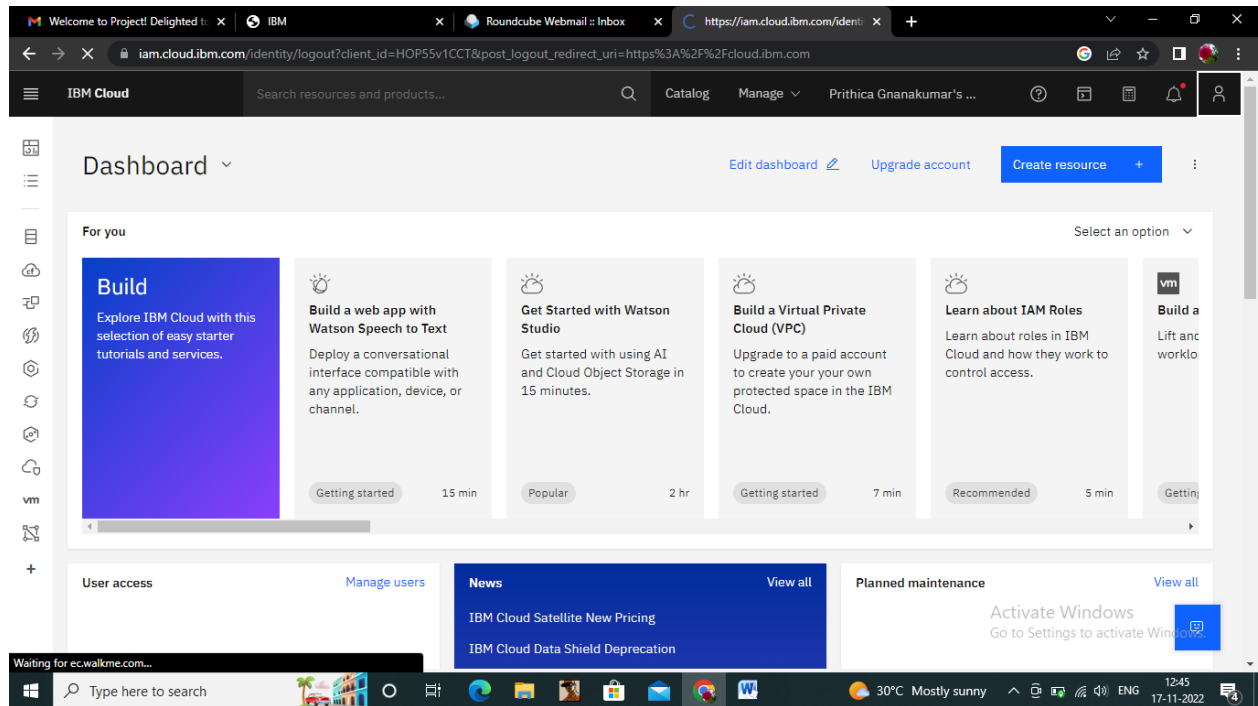 Welcome to Project! Delighted to
IBM
Roundcube Webmail :: Inbox
https://iam.cloud.ibm.com/identi
iam.cloud.ibm.com/identity/logout?client_id=HOP55v1CCT&post_logout_redirect_uri=https%3A%2F%2Fcloud.ibm.com
IBM Cloud
Search resources and products...
Catalog
Manage
Prithica Gnanakumar's ...
Dashboard
Edit dashboard
Upgrade account
Create resource +
For you
Select an option
Build
Explore IBM Cloud with this
selection of easy starter
tutorials and services.
Build a web app with
Watson Speech to Text
Deploy a conversational
interface compatible with
any application, device, or
channel.
Getting started
15 min
Get Started with Watson
Studio
Get started with using AI
and Cloud Object Storage in
15 minutes.
Popular
2 hr
Build a Virtual Private
Cloud (VPC)
Upgrade to a paid account
to create your your own
protected space in the IBM
Cloud.
Getting started
7 min
Learn about IAM Roles
Learn about roles in IBM
Cloud and how they work to
control access.
Recommended
5 min
vm
Build a
Lift and
worklo
Getting
vm
User access
Manage users
News
View all
IBM Cloud Satellite New Pricing
IBM Cloud Data Shield Deprecation
Planned maintenance
View all
Activate Windows
Go to Settings to activate Windows.
Waiting for ec.walkme.com...
Type here to search
30°C Mostly sunny
ENG
12:45
17-11-2022
4